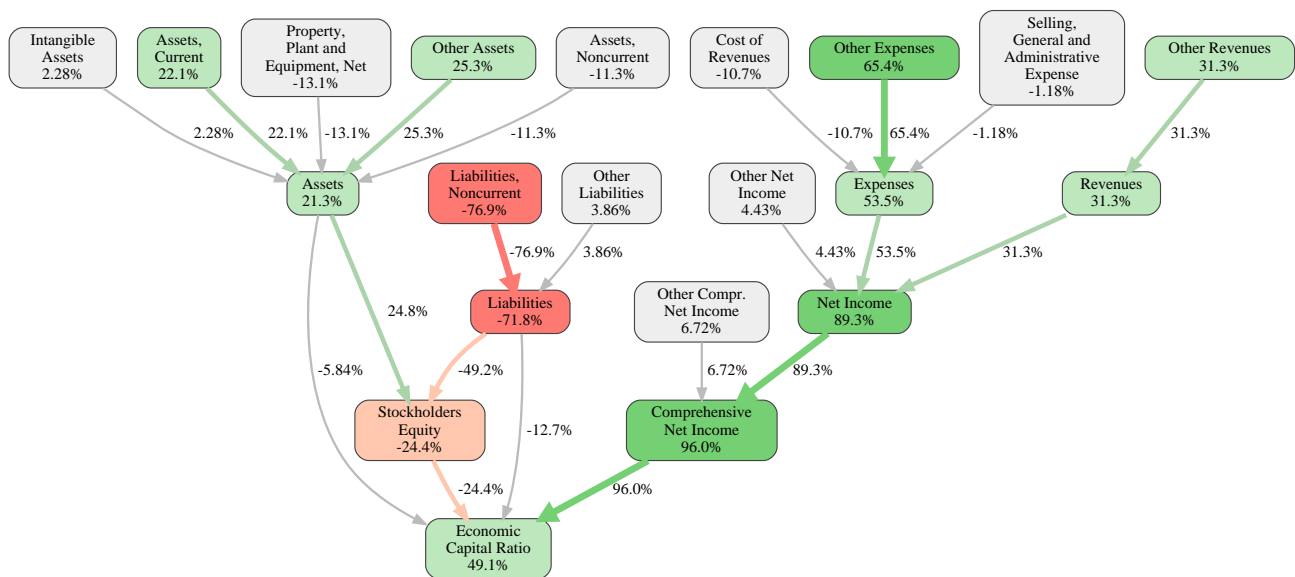 Intangible
Assets
2.28%
Assets,
Current
22.1%
Property,
Plant and
Equipment, Net
-13.1%
Other Assets
25.3%
Assets,
Noncurrent
-11.3%
Cost of
Revenues
-10.7%
Other Expenses
65.4%
Selling,
General and
Administrative
Expense
-1.18%
Other Revenues
31.3%
2.28%
22.1%
-13.1%
25.3%
-11.3%
-10.7%
65.4%
-1.18%
31.3%
Assets
21.3%
Liabilities,
Noncurrent
-76.9%
Other
Liabilities
3.86%
Other Net
Income
4.43%
Expenses
53.5%
Revenues
31.3%
-76.9%
3.86%
4.43%
53.5%
31.3%
Liabilities
-71.8%
Other Compr.
Net Income
6.72%
Net Income
89.3%
24.8%
-5.84%
-49.2%
6.72%
89.3%
Stockholders
Equity
-24.4%
-12.7%
Comprehensive
Net Income
96.0%
-24.4%
96.0%
Economic
Capital Ratio
49.1%